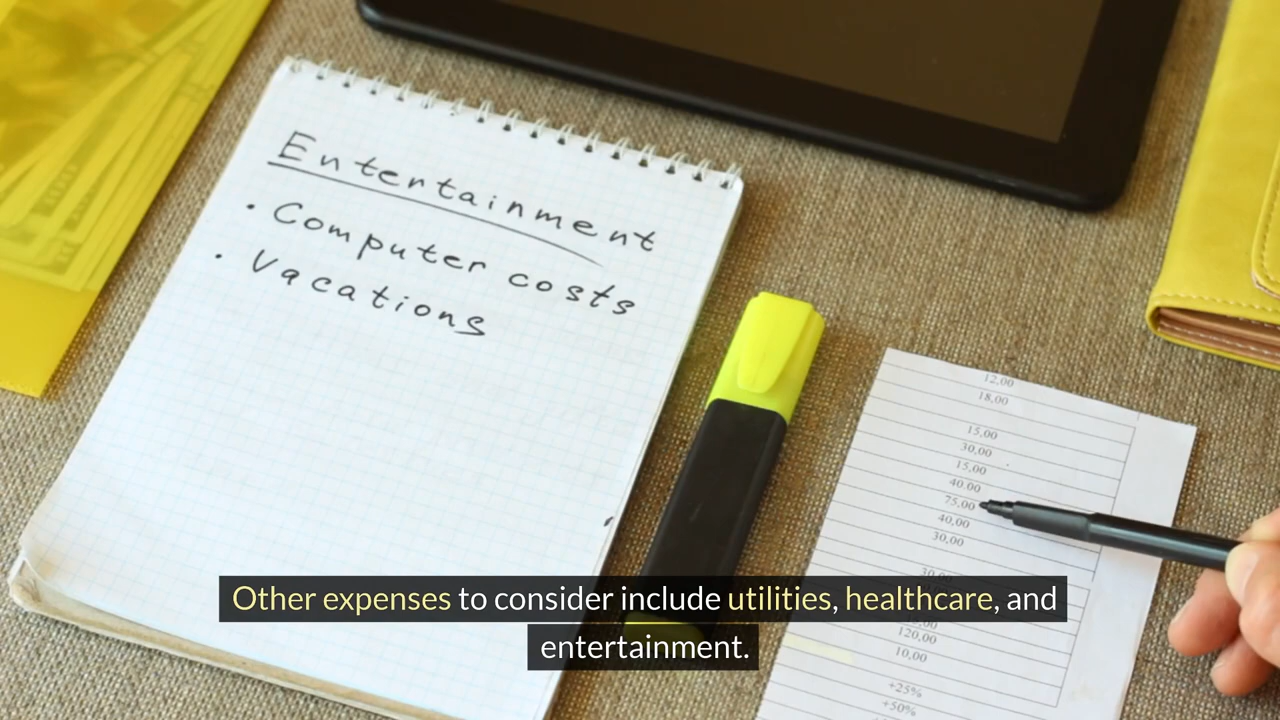 Entertainment
• Computer costs
• Vacations
12,00
18,00
15,00
30,00
15,00
40,00
75,00
40,00
30,00
120,00
10,00
+25%
+50%
Other expenses to consider include utilities, healthcare, and
entertainment.